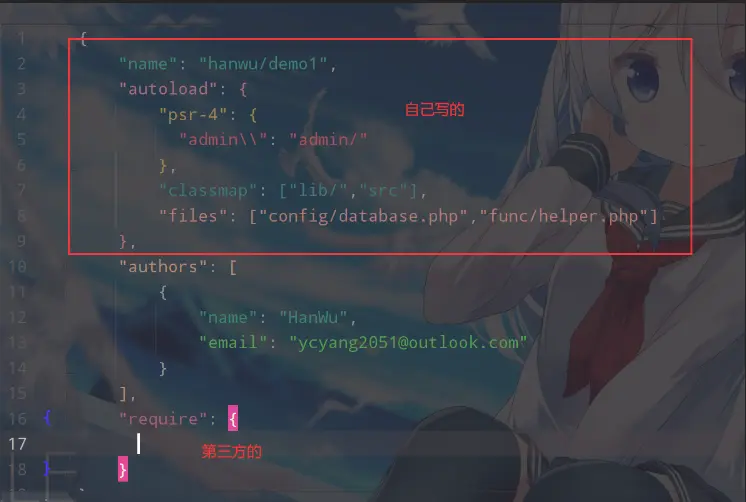 1 {
2 "name": "hanwu/demo1",
3 "autoload": {
自己写的
4 "psr-4": {
5 "admin\\": "admin/"
6 },
7 "classmap": ["lib/","src"],
8 "files": ["config/database.php","func/helper.php"]
9 },
10 "authors": [
11 {
12 "name": "HanWu",
13 "email": "ycyang2051@outlook.com"
14 }
15 ],
16 { "require": {
17
第三方的
18 } }